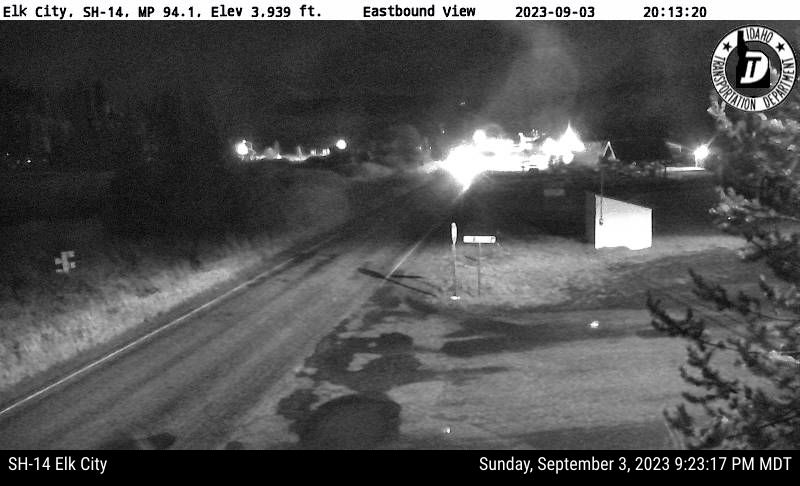 Elk City, SH-14, MP 94.1, Elev 3,939 ft. Eastbound View 2023-09-03 20:13:20
IDAHO
TRANSPORTATION DEPARTMENT
SH-14 Elk City Sunday, September 3, 2023 9:23:17 PM MDT